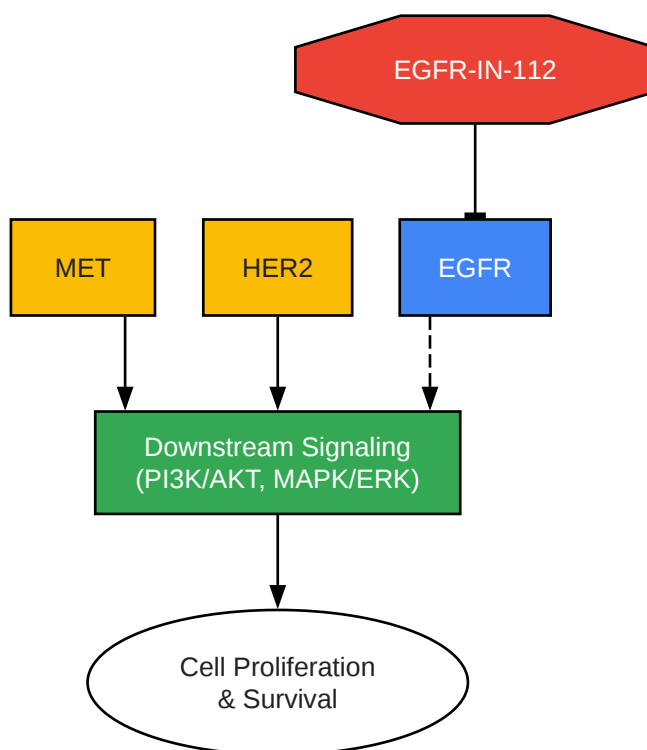 EGFR-IN-112
MET
HER2
EGFR
Downstream Signaling
(PI3K/AKT, MAPK/ERK)
Cell Proliferation
& Survival